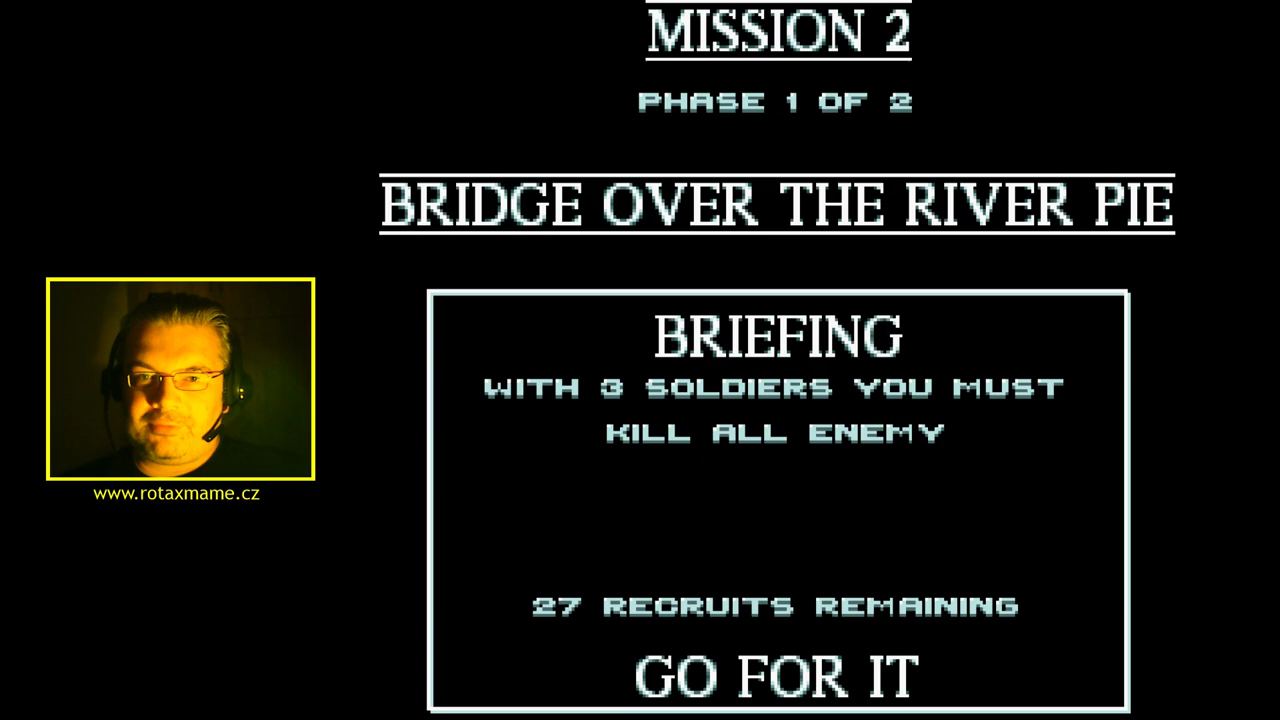 MISSION 2
PHASE 1 OF 2
BRIDGE OVER THE RIVER PIE
BRIEFING
WITH 3 SOLDIERS YOU MUST
KILL ALL ENEMY
27 RECRUITS REMAINING
GO FOR IT
www.rotaxmame.cz